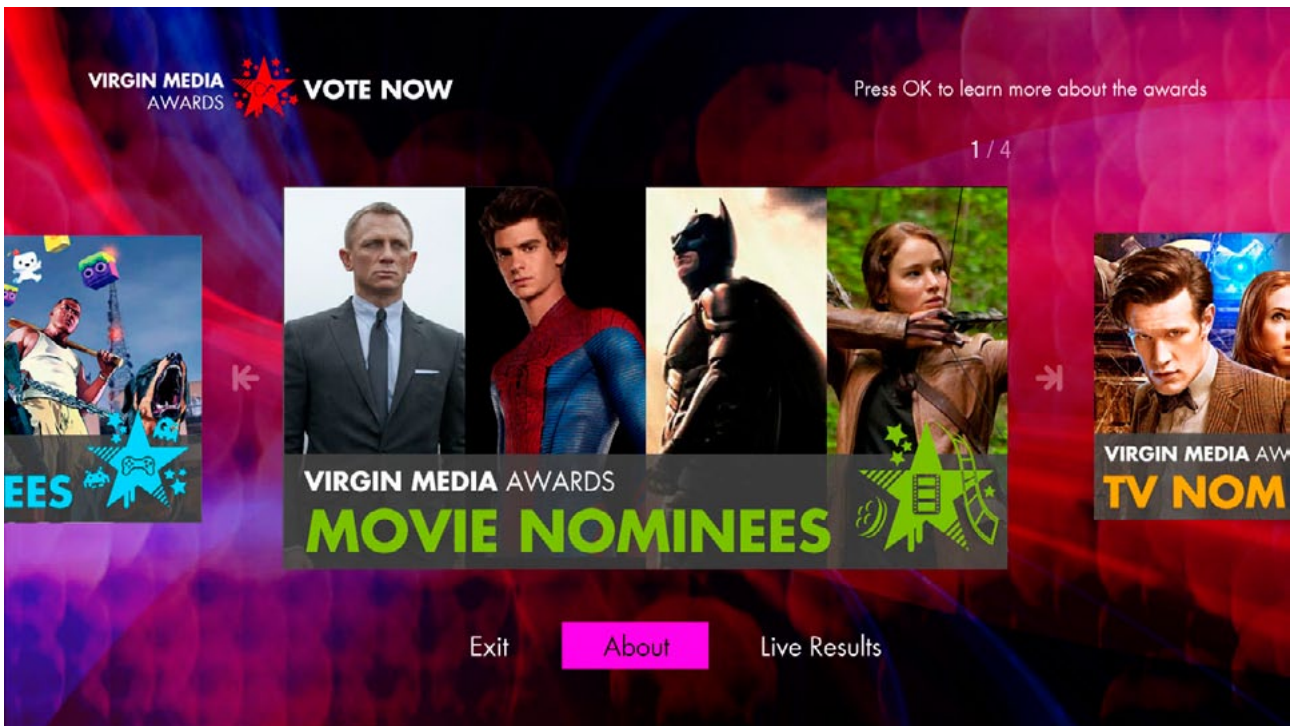 VIRGIN MEDIA
AWARDS
VOTE NOW
Press OK to learn more about the awards
1 / 4
EES
VIRGIN MEDIA AWARDS
MOVIE NOMINEES
VIRGIN MEDIA AW
TV NOM
Exit
About
Live Results